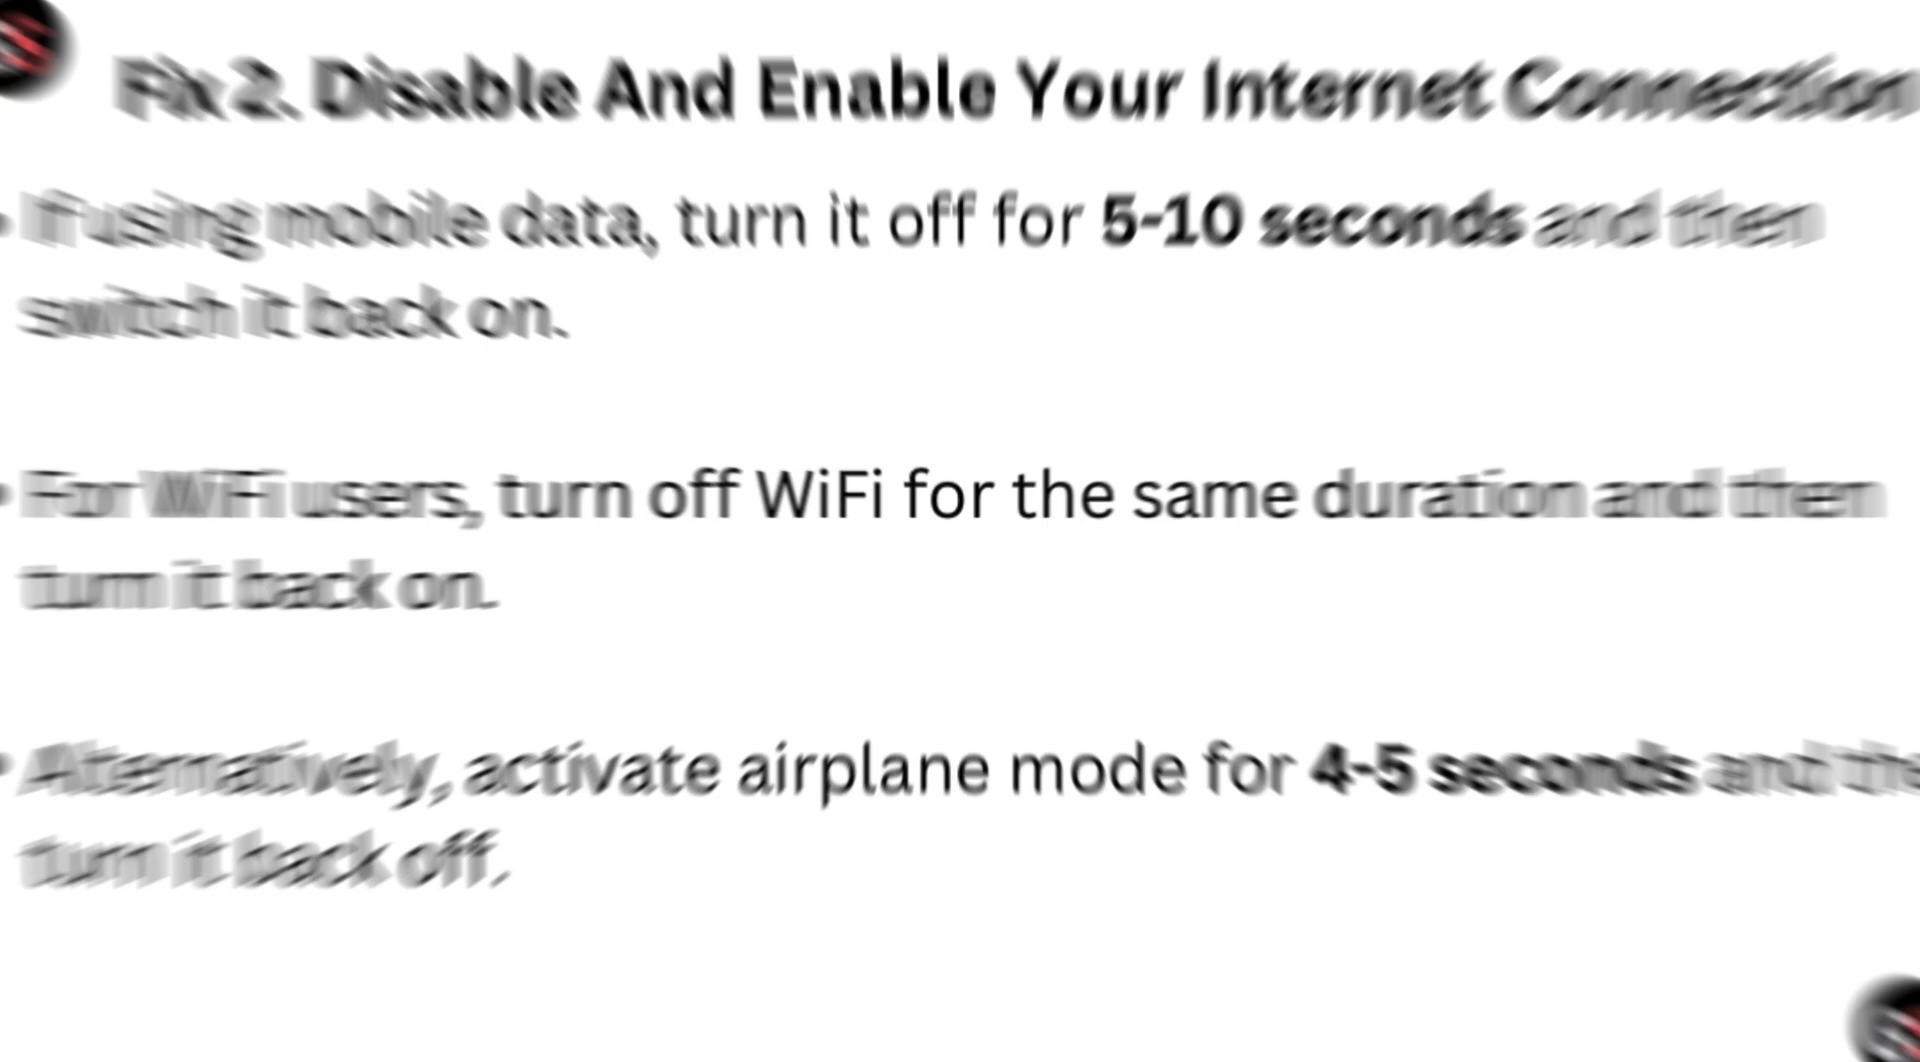 Fix 2. Disable And Enable Your Internet Connection
• If using mobile data, turn it off for 5-10 seconds and then
switch it back on.
• For WiFi users, turn off WiFi for the same duration and then
turn it back on.
• Alternatively, activate airplane mode for 4-5 seconds and the
turn it back off.